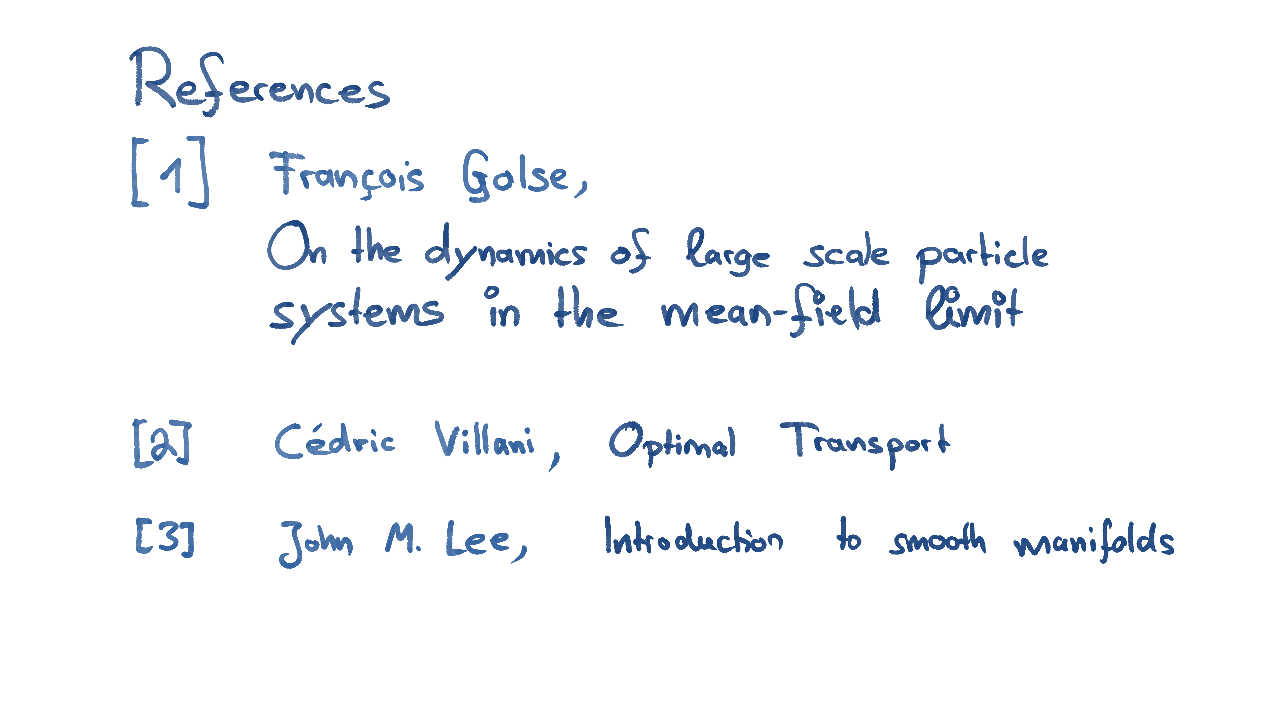 References
[1] François Golse,
On the dynamics of large scale particle
systems in the mean-field limit
[2] Cédric Villani, Optimal Transport
[3] John M. Lee, Introduction to smooth manifolds